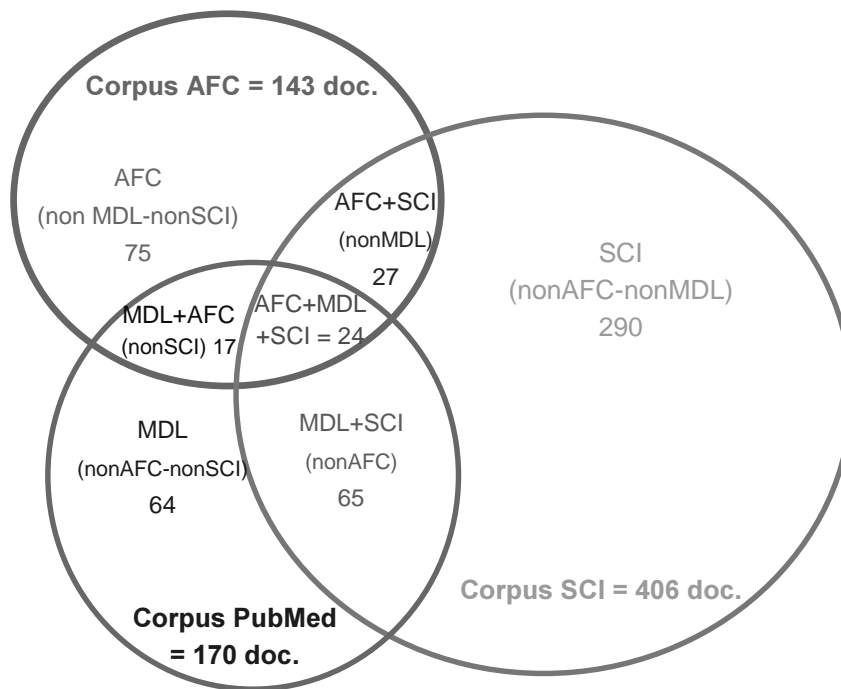 Corpus AFC = 143 doc.
AFC
(non MDL-nonSCI)
75
AFC+SCI
(nonMDL)
27
SCI
(nonAFC-nonMDL)
290
MDL+AFC
(nonSCI) 17
AFC+MDL
+SCI = 24
MDL
(nonAFC-nonSCI)
64
MDL+SCI
(nonAFC)
65
Corpus SCI = 406 doc.
Corpus PubMed
= 170 doc.